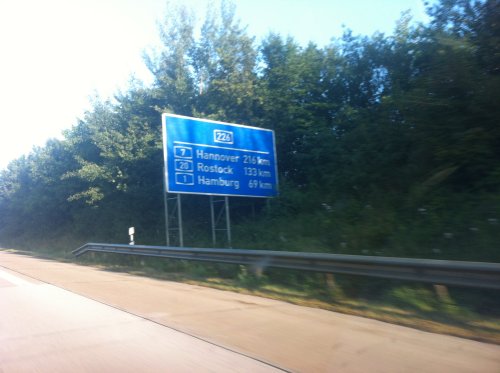 226
7 Hannover 216 km
20 Rostock 133 km
1 Hamburg 69 km